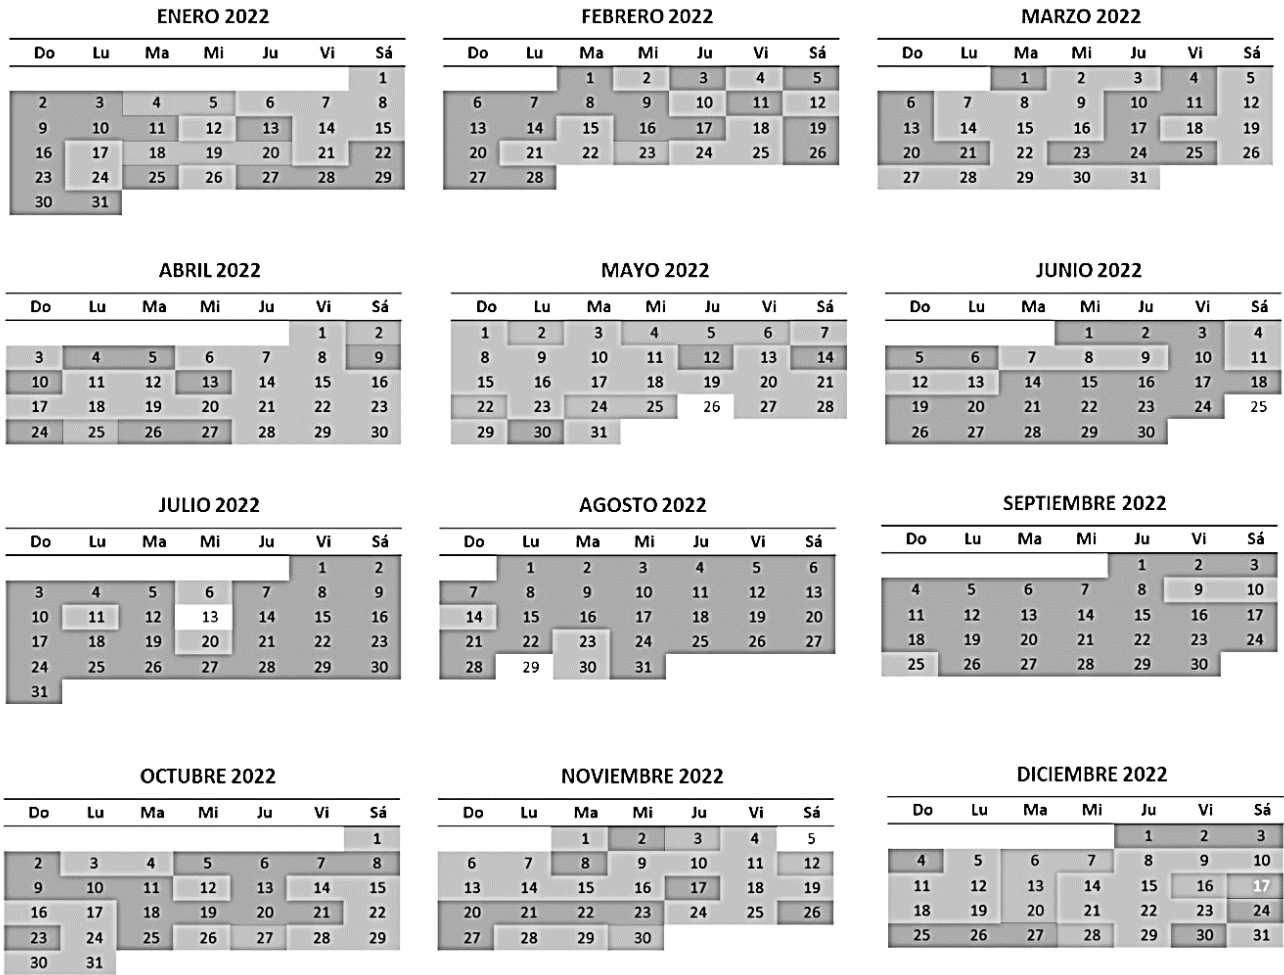 ENERO 2022 FEBRERO 2022 MARZO 2022
Do Lu Ma Mi Ju Vi Sá Do Lu Ma Mi Ju Vi Sá Do Lu Ma Mi Ju Vi Sá
1 1 2 3 4 5 1 2 3 4 5
2 3 4 5 6 7 8 6 7 8 9 10 11 12 6 7 8 9 10 11 12
9 10 11 12 13 14 15 13 14 15 16 17 18 19 13 14 15 16 17 18 19
16 17 18 19 20 21 22 20 21 22 23 24 25 26 20 21 22 23 24 25 26
23 24 25 26 27 28 29 27 28 27 28 29 30 31
30 31
ABRIL 2022 MAYO 2022 JUNIO 2022
Do Lu Ma Mi Ju Vi Sá Do Lu Ma Mi Ju Vi Sá Do Lu Ma Mi Ju Vi Sá
1 2 1 2 3 4 5 6 7 1 2 3 4
3 4 5 6 7 8 9 8 9 10 11 12 13 14 5 6 7 8 9 10 11
10 11 12 13 14 15 16 15 16 17 18 19 20 21 12 13 14 15 16 17 18
17 18 19 20 21 22 23 22 23 24 25 26 27 28 19 20 21 22 23 24 25
24 25 26 27 28 29 30 29 30 31 26 27 28 29 30
JULIO 2022 AGOSTO 2022 SEPTIEMBRE 2022
Do Lu Ma Mi Ju Vi Sá Do Lu Ma Mi Ju Vi Sá Do Lu Ma Mi Ju Vi Sá
1 2 1 2 3 4 5 6 1 2 3
3 4 5 6 7 8 9 7 8 9 10 11 12 13 4 5 6 7 8 9 10
10 11 12 13 14 15 16 14 15 16 17 18 19 20 11 12 13 14 15 16 17
17 18 19 20 21 22 23 21 22 23 24 25 26 27 18 19 20 21 22 23 24
24 25 26 27 28 29 30 28 29 30 31 25 26 27 28 29 30
31
OCTUBRE 2022 NOVIEMBRE 2022 DICIEMBRE 2022
Do Lu Ma Mi Ju Vi Sá Do Lu Ma Mi Ju Vi Sá Do Lu Ma Mi Ju Vi Sá
1 1 2 3 4 5 1 2 3
2 3 4 5 6 7 8 6 7 8 9 10 11 12 4 5 6 7 8 9 10
9 10 11 12 13 14 15 13 14 15 16 17 18 19 11 12 13 14 15 16 17
16 17 18 19 20 21 22 20 21 22 23 24 25 26 18 19 20 21 22 23 24
23 24 25 26 27 28 29 27 28 29 30 25 26 27 28 29 30 31
30 31